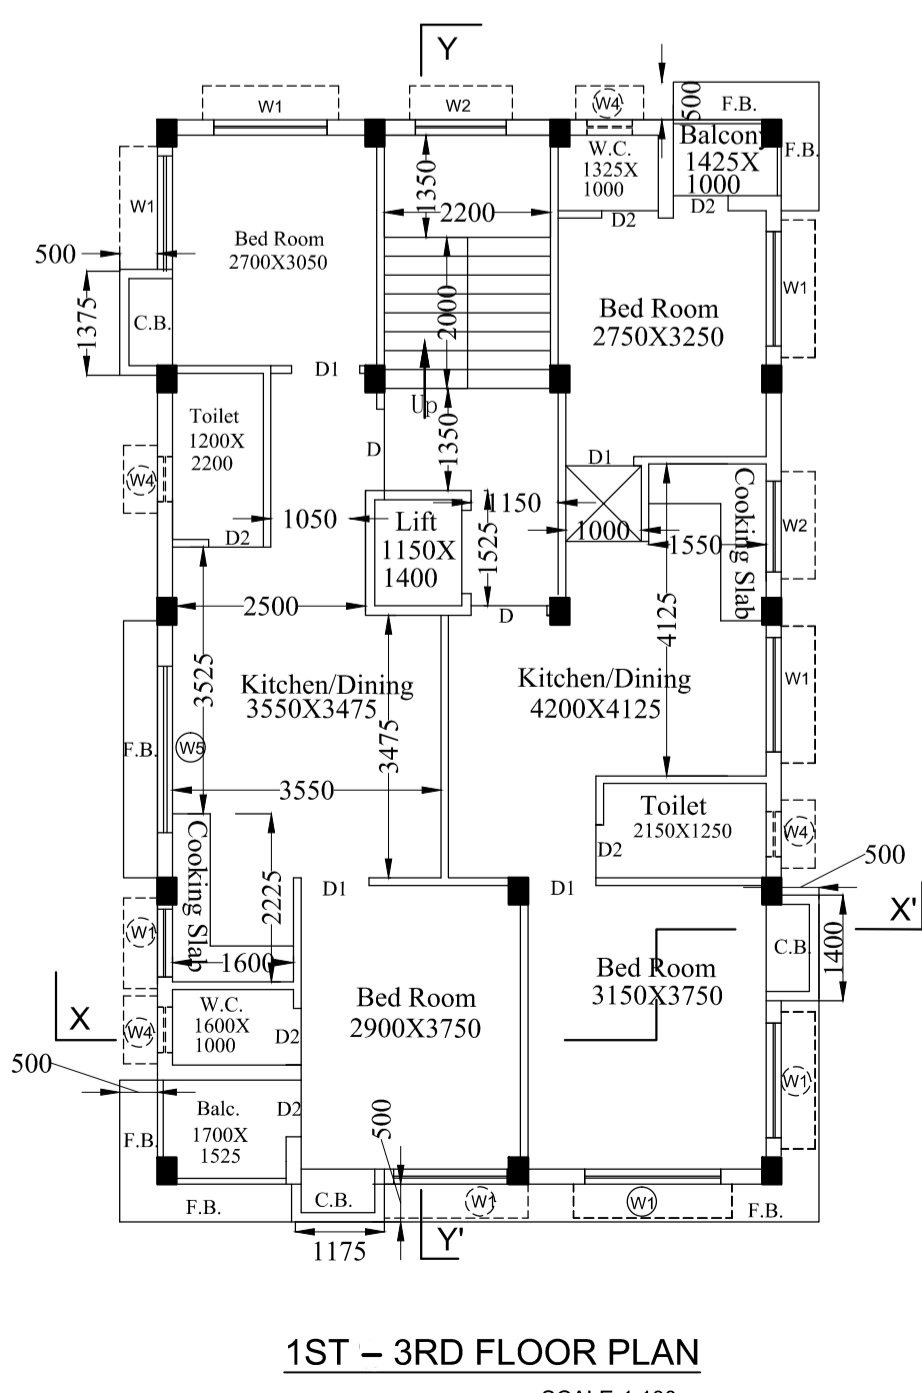 Y
W1
W2
W4
500
F.B.
W.C.
1325X
1000
Balcony
1425X
1000
F.B.
W1
1350
2200
D2
D2
500
Bed Room
2700X3050
W1
1375
C.B.
2000
Bed Room
2750X3250
D1
Up
Toilet
1200X
2200
D
1350
D1
W4
W2
1050
D2
Lift
1150X
1400
1150
1525
1000
1550
Cooking Slab
2500
D
4125
3525
Kitchen/Dining
3550X3475
Kitchen/Dining
4200X4125
W1
F.B.
W5
3475
3550
Toilet
2150X1250
W4
D2
500
Cooking Slab
2225
D1
D1
X'
W1
1600
C.B.
1400
Bed Room
3150X3750
X
W4
W.C.
1600X
1000
D2
Bed Room
2900X3750
500
W1
Balc.
1700X
1525
D2
F.B.
500
F.B.
C.B.
W1
W1
F.B.
1175
Y'
1ST – 3RD FLOOR PLAN